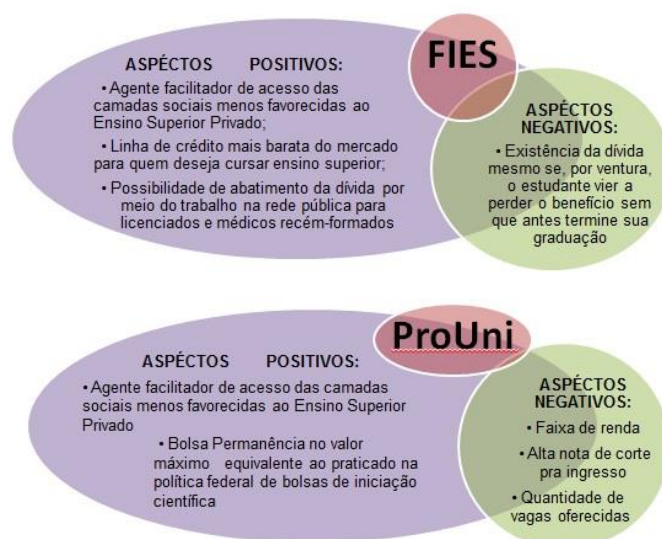 FIES
ASPÉCTOS POSITIVOS:
• Agente facilitador de acesso das
camadas sociais menos favorecidas ao
Ensino Superior Privado;
• Linha de crédito mais barata do mercado
para quem deseja cursar ensino superior;
• Possibilidade de abatimento da dívida por
meio do trabalho na rede pública para
licenciados e médicos recém-formados
ASPÉCTOS
NEGATIVOS:
• Existência da dívida
mesmo se, por ventura,
o estudante vier a
perder o benefício sem
que antes termine sua
graduação
ProUni
ASPÉCTOS POSITIVOS:
• Agente facilitador de acesso das camadas
sociais menos favorecidas ao Ensino Superior
Privado
• Bolsa Permanência no valor
máximo equivalente ao praticado na
política federal de bolsas de iniciação
científica
ASPÉCTOS
NEGATIVOS:
• Faixa de renda
• Alta nota de corte
pra ingresso
• Quantidade de
vagas oferecidas